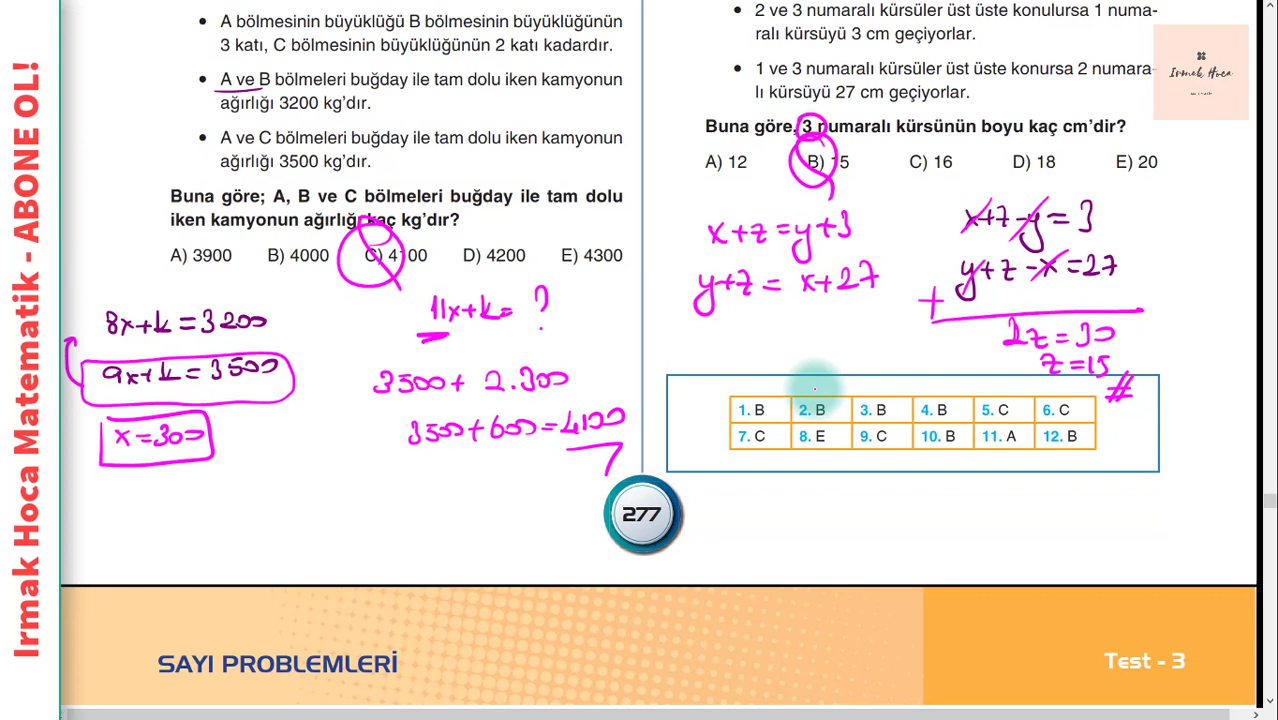 Irmak Hoca Matematik - ABONE OL!
• A bölmesinin büyüklüğü B bölmesinin büyüklüğünün
3 katı, C bölmesinin büyüklüğünün 2 katı kadardır.
• A ve B bölmeleri buğday ile tam dolu iken kamyonun
ağırlığı 3200 kg’dır.
• A ve C bölmeleri buğday ile tam dolu iken kamyonun
ağırlığı 3500 kg’dır.
Buna göre; A, B ve C bölmeleri buğday ile tam dolu
iken kamyonun ağırlığı kaç kg’dır?
A) 3900 B) 4000 C) 4100 D) 4200 E) 4300
8x+k=3200
9x+k=3500
x=300
11x+k=?
3500+ 2.300
3500+600=4100
• 2 ve 3 numaralı kürsüler üst üste konulursa 1 numa-
ralı kürsüyü 3 cm geçiyorlar.
• 1 ve 3 numaralı kürsüler üst üste konursa 2 numara-
lı kürsüyü 27 cm geçiyorlar.
Buna göre, 3 numaralı kürsünün boyu kaç cm’dir?
A) 12 B) 15 C) 16 D) 18 E) 20
x+z=y+3
y+z= x+27
x+z-y=3
y+z-x=27
+
2z=30
z=15
1. B 2. B 3. B 4. B 5. C 6. C
7. C 8. E 9. C 10. B 11. A 12. B
Irmak Hoca
277
SAYI PROBLEMLERİ
Test - 3